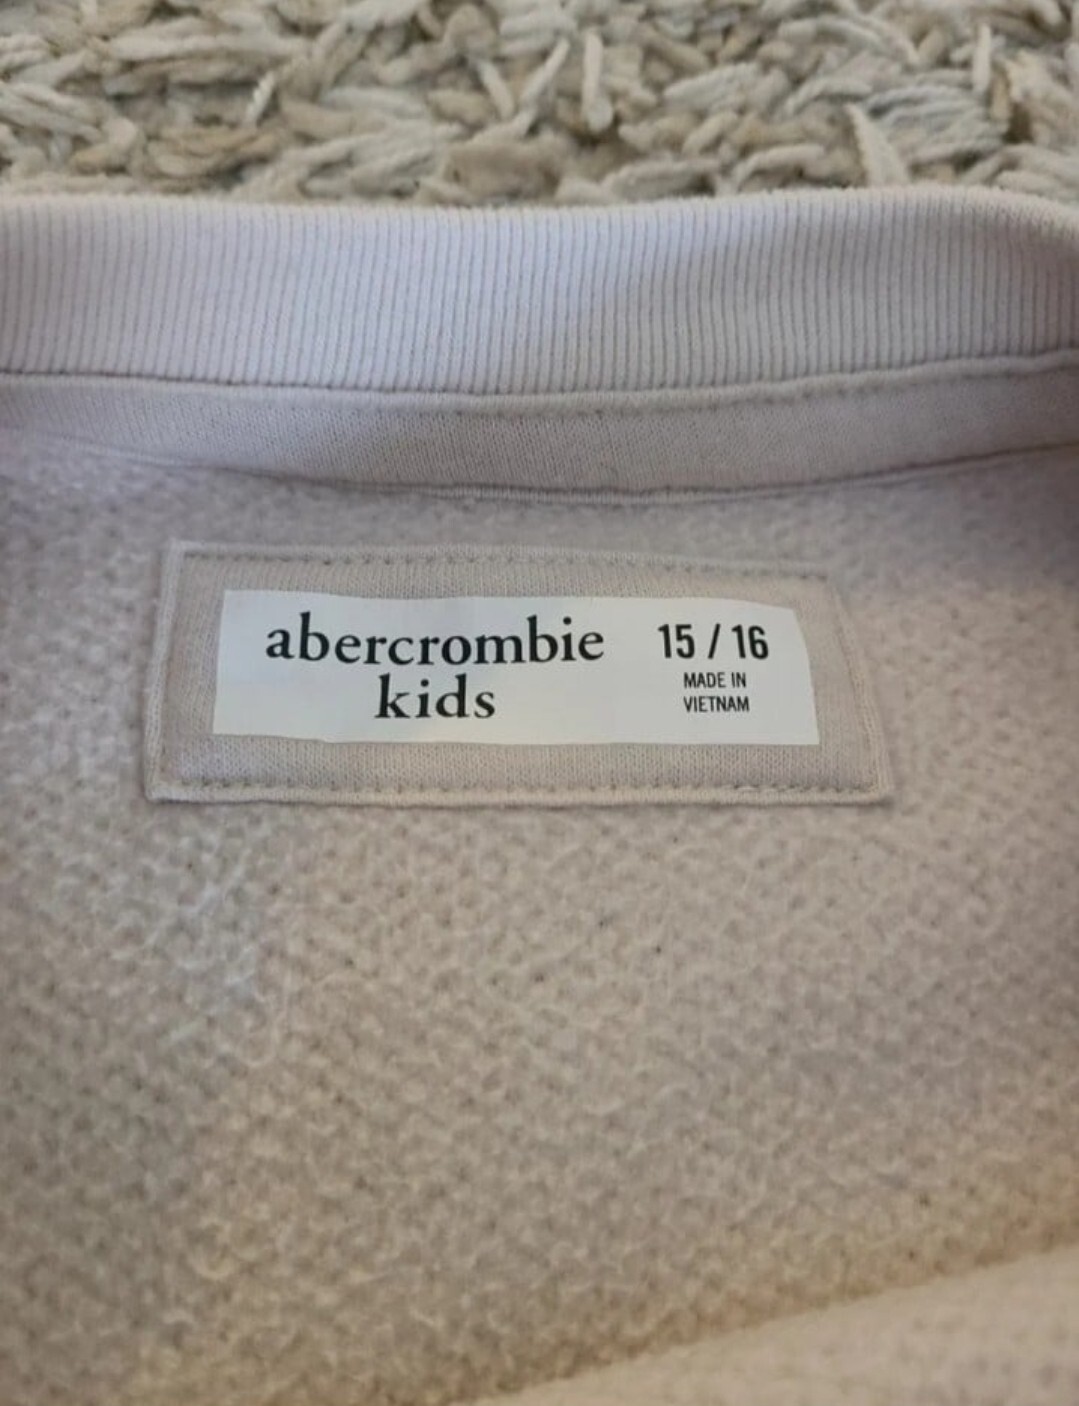 abercrombie
kids
15 / 16
MADE IN
VIETNAM